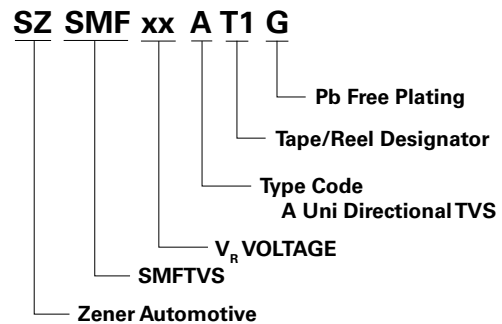 SZ SMF xx A T1 G
Pb Free Plating
Tape/Reel Designator
Type Code
A Uni Directional TVS
VR VOLTAGE
SMFTVS
Zener Automotive